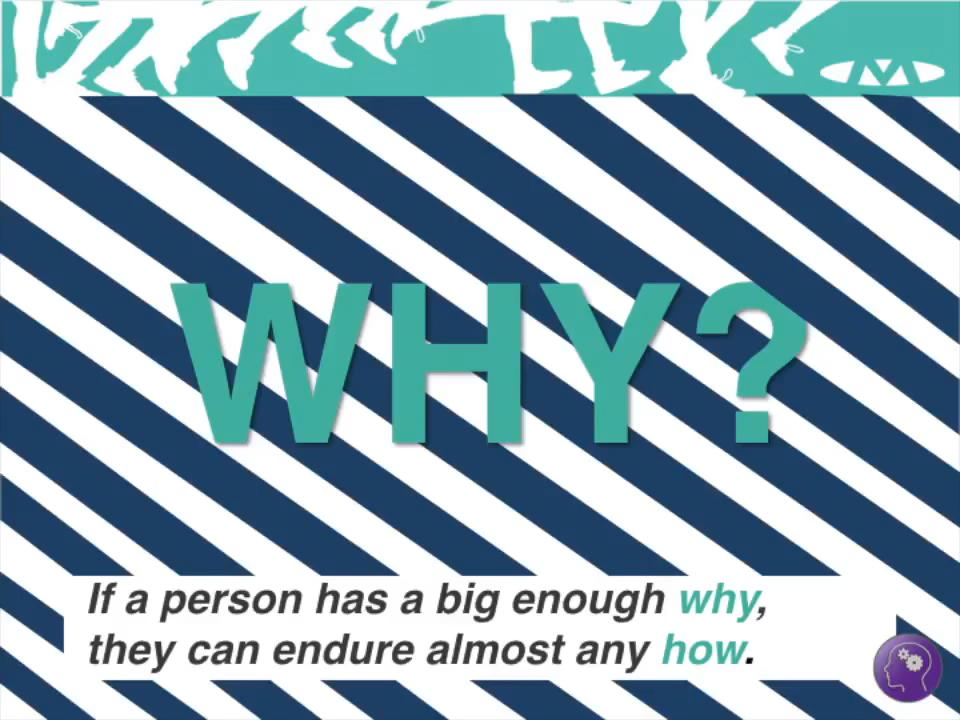 WHY?
If a person has a big enough why,
they can endure almost any how.